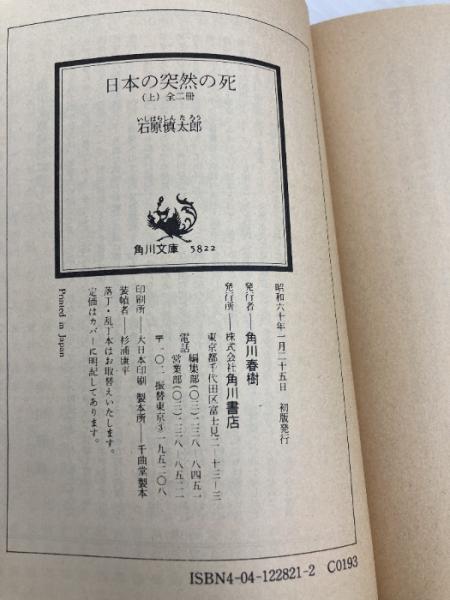 日本の突然の死
(上) 全二冊
いしはらしんたろう
石原慎太郎
角川文庫 5822
昭和六十年一月二十五日 初版発行
発行者——角川春樹
発行所——株式会社角川書店
東京都千代田区富士見二-十三-三
電話 編集部(〇三)二三八-八四五一
営業部(〇三)二三八-八五二一
〒一〇二 振替東京③一九五二〇八
印刷所——大日本印刷 製本所——千曲堂製本
装幀者——杉浦康平
落丁・乱丁本はお取替えいたします。
定価はカバーに明記してあります。
Printed in Japan
ISBN4-04-122821-2 C0193